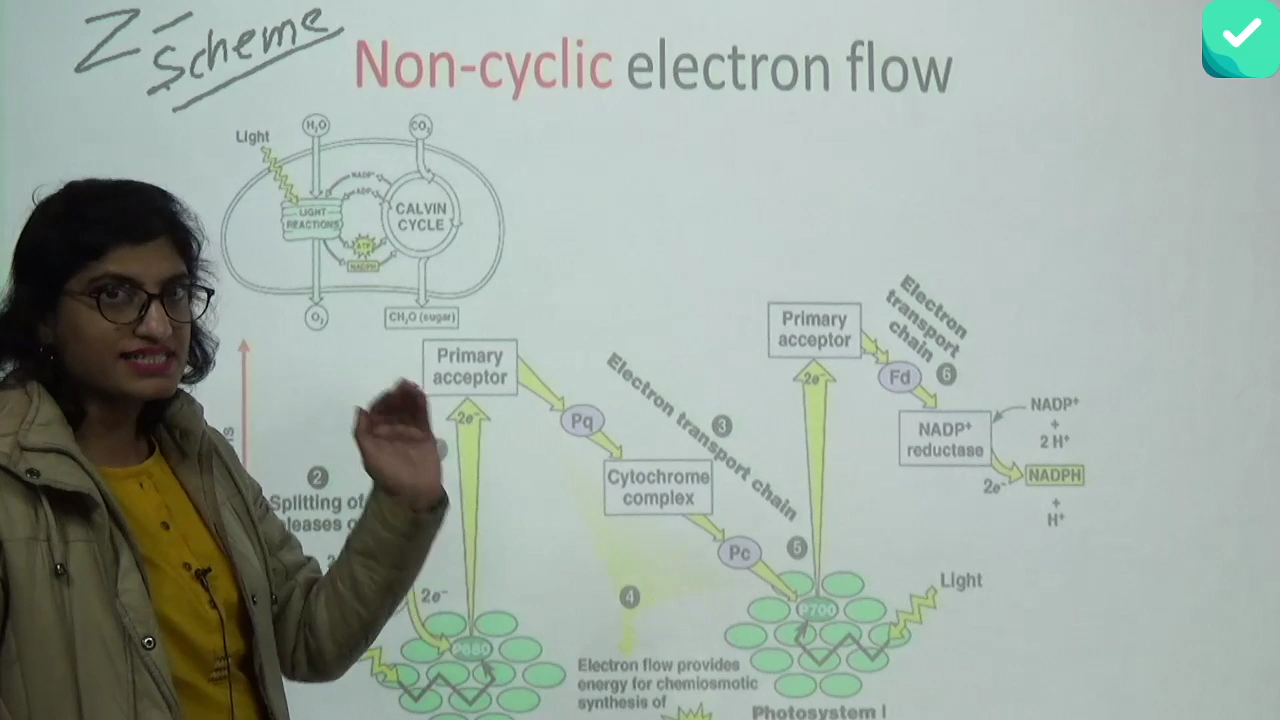 Z-Scheme
Non-cyclic electron flow
H₂O
CO₂
Light
NADP⁺
ADP
LIGHT
REACTIONS
CALVIN
CYCLE
ATP
NADPH
O₂
CH₂O (sugar)
Primary
acceptor
2e⁻
Pq
Cytochrome
complex
Pc
Electron transport chain
3
2
Splitting of
4
5
2e⁻
P680
Electron flow provides
energy for chemiosmotic
synthesis of
Primary
acceptor
2e⁻
Electron
transport
chain
6
Fd
NADP⁺
reductase
NADP⁺
+
2 H⁺
2e⁻
NADPH
+
H⁺
P700
Light
Photosystem I